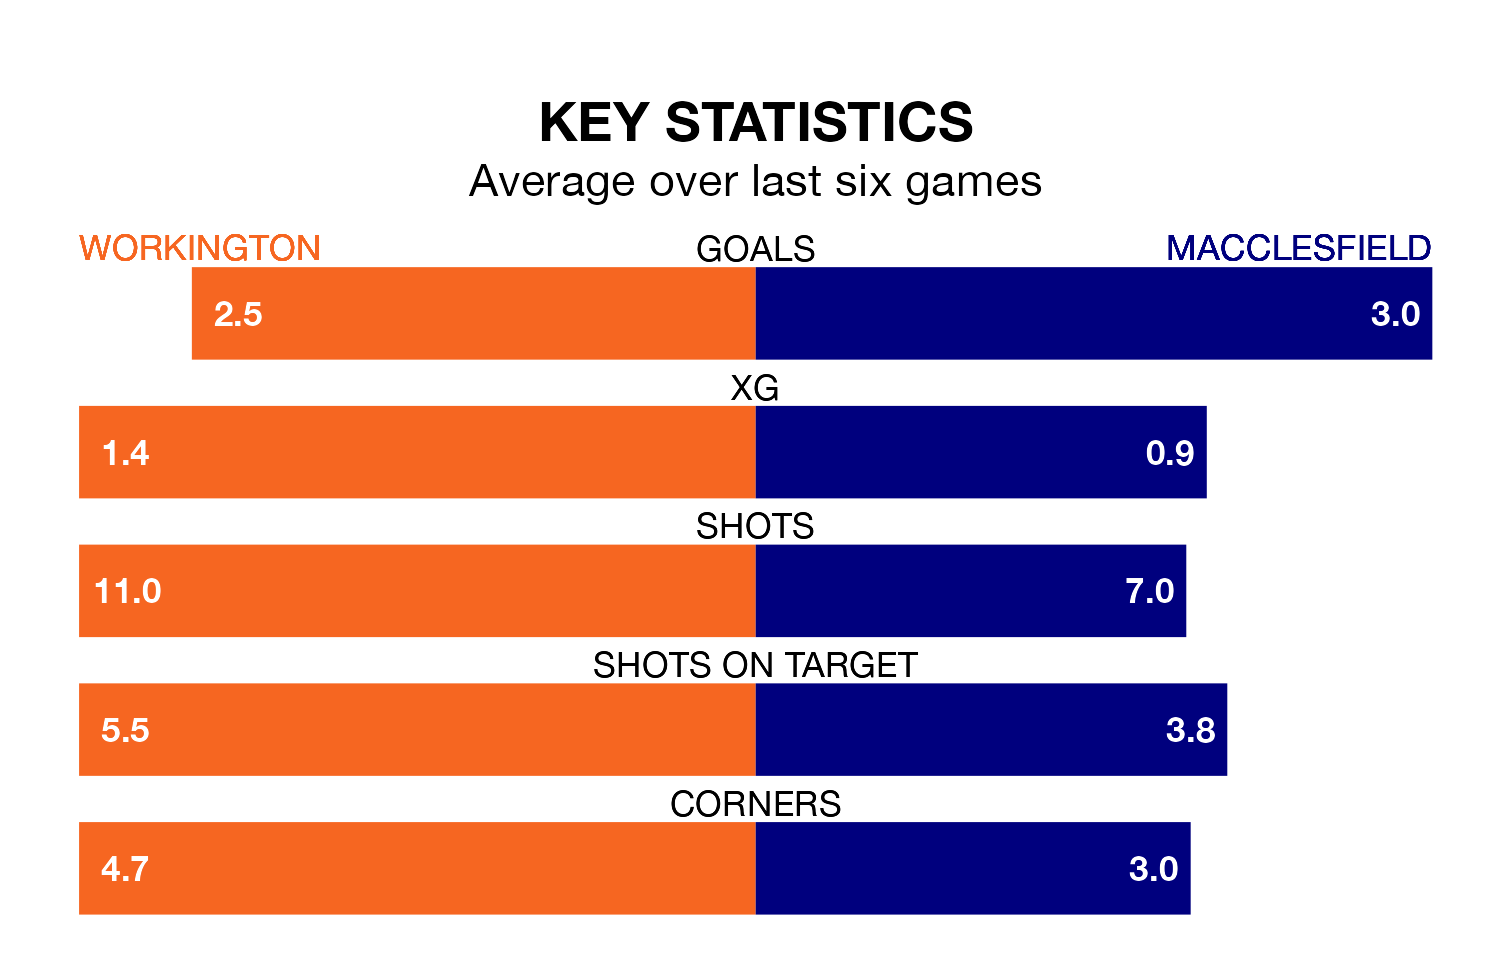 KEY STATISTICS
Average over last six games
WORKINGTON GOALS MACCLESFIELD
2.5 3.0
XG
1.4 0.9
SHOTS
11.0 7.0
SHOTS ON TARGET
5.5 3.8
CORNERS
4.7 3.0